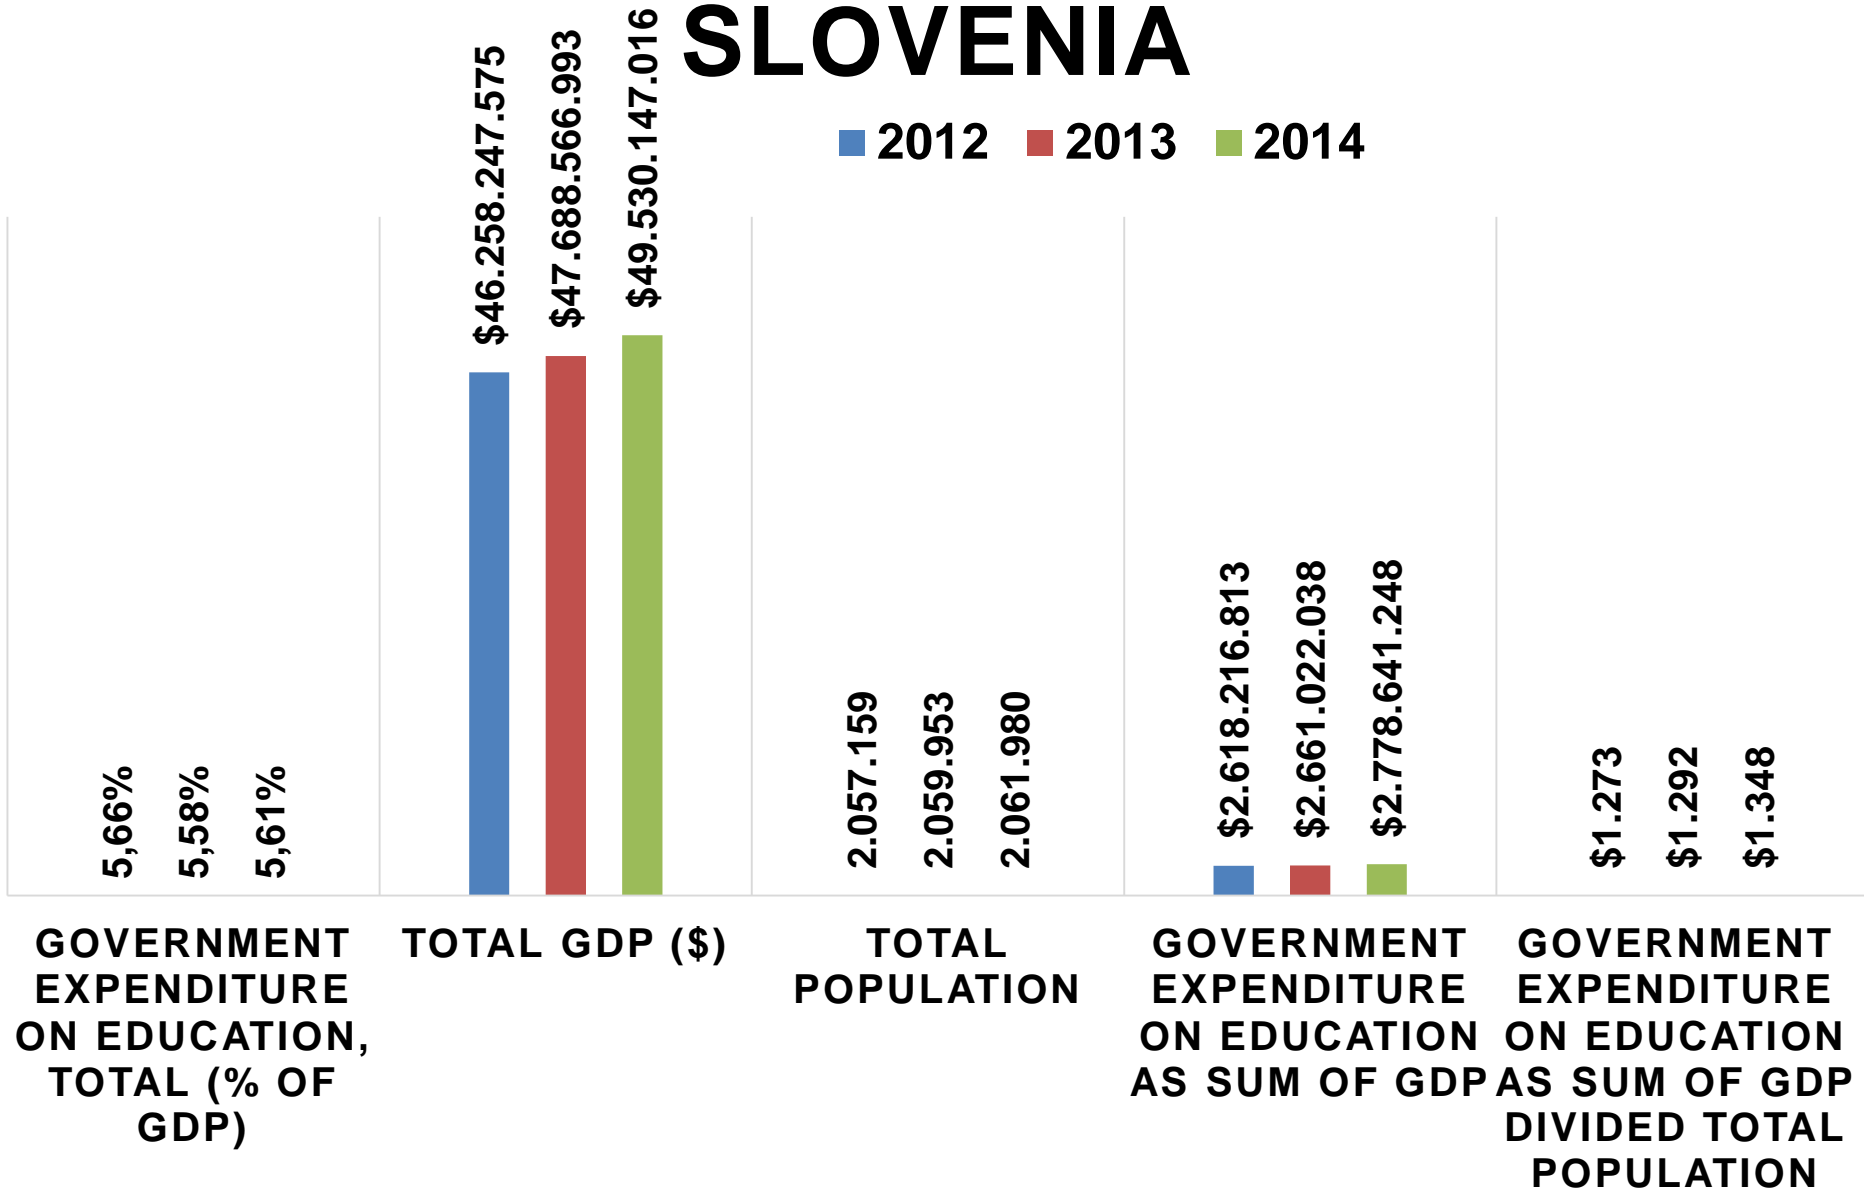 SLOVENIA
2012 2013 2014
5,66%
5,58%
5,61%
$46.258.247.575
$47.688.566.993
$49.530.147.016
2.057.159
2.059.953
2.061.980
$2.618.216.813
$2.661.022.038
$2.778.641.248
$1.273
$1.292
$1.348
GOVERNMENT
EXPENDITURE
ON EDUCATION,
TOTAL (% OF
GDP)
TOTAL GDP ($)
TOTAL
POPULATION
GOVERNMENT
EXPENDITURE
ON EDUCATION
AS SUM OF GDP
GOVERNMENT
EXPENDITURE
ON EDUCATION
AS SUM OF GDP
DIVIDED TOTAL
POPULATION